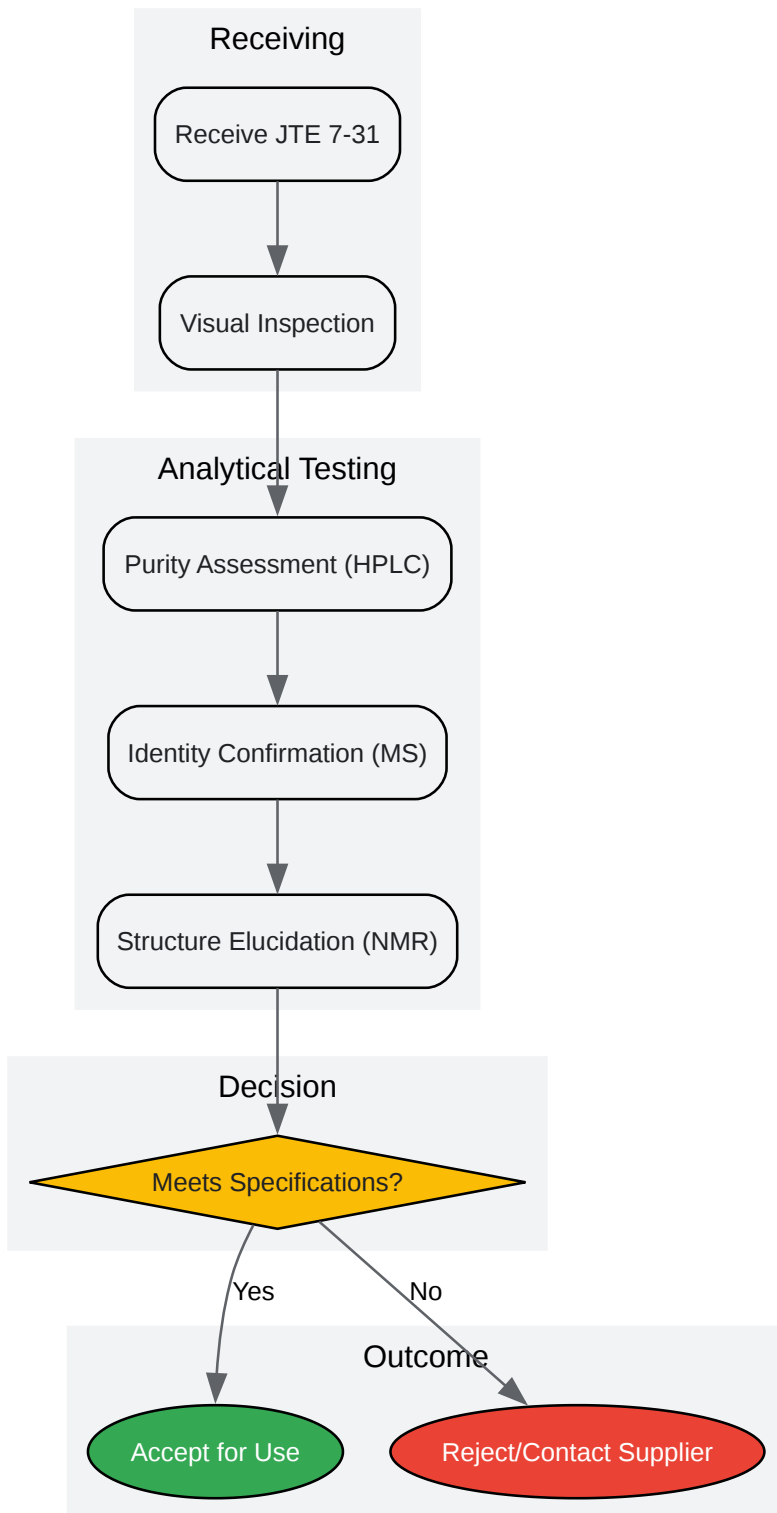 Receiving
Receive JTE 7-31
Visual Inspection
Analytical Testing
Purity Assessment (HPLC)
Identity Confirmation (MS)
Structure Elucidation (NMR)
Decision
Meets Specifications?
Yes
No
Outcome
Accept for Use
Reject/Contact Supplier